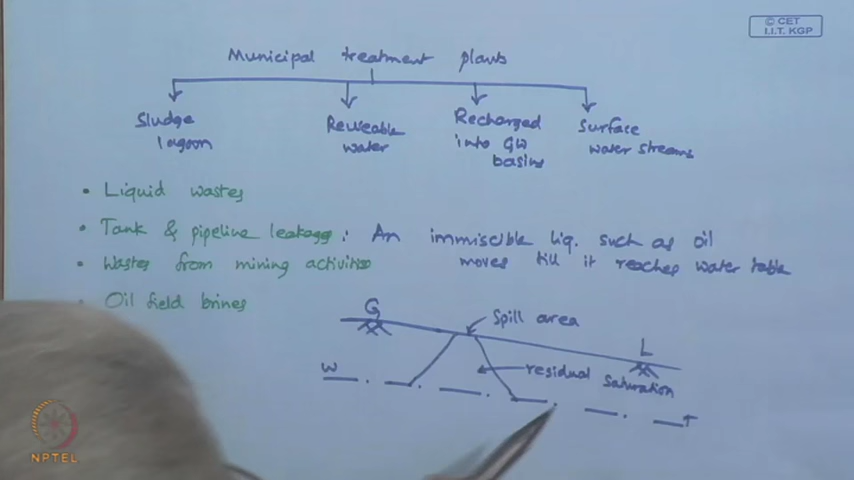 © CET
I.I.T. KGP
Municipal treatment plants
Sludge lagoon
Reuseable water
Recharged into GW basins
Surface water streams
• Liquid wastes
• Tank & pipeline leakage : An immiscible liq. such as oil
moves till it reaches water table
• Wastes from mining activities
• Oil field brines
G
Spill area
L
W
residual saturation
T
NPTEL